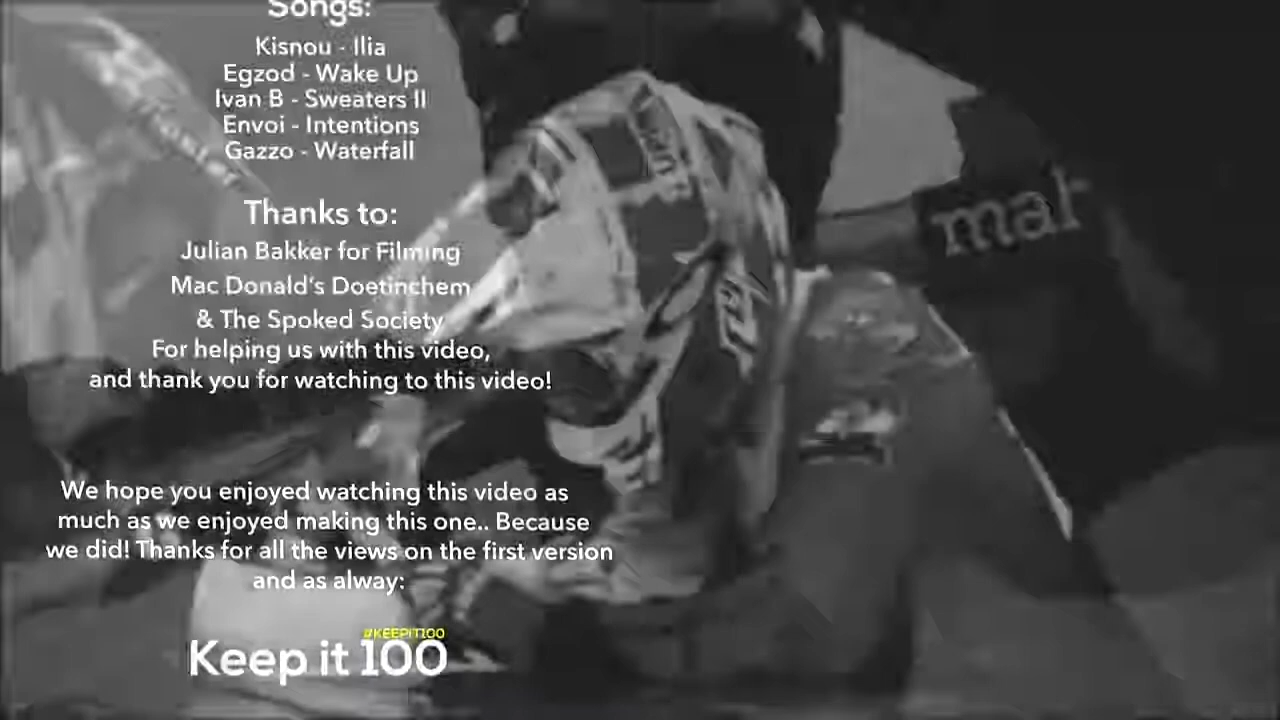 Songs:
Kisnou - Ilia
Egzod - Wake Up
Ivan B - Sweaters II
Envoi - Intentions
Gazzo - Waterfall
Thanks to:
Julian Bakker for Filming
Mac Donald's Doetinchem
& The Spoked Society
For helping us with this video,
and thank you for watching to this video!
We hope you enjoyed watching this video as
much as we enjoyed making this one.. Because
we did! Thanks for all the views on the first version
and as alway:
#KEEPIT100
Keep it 100